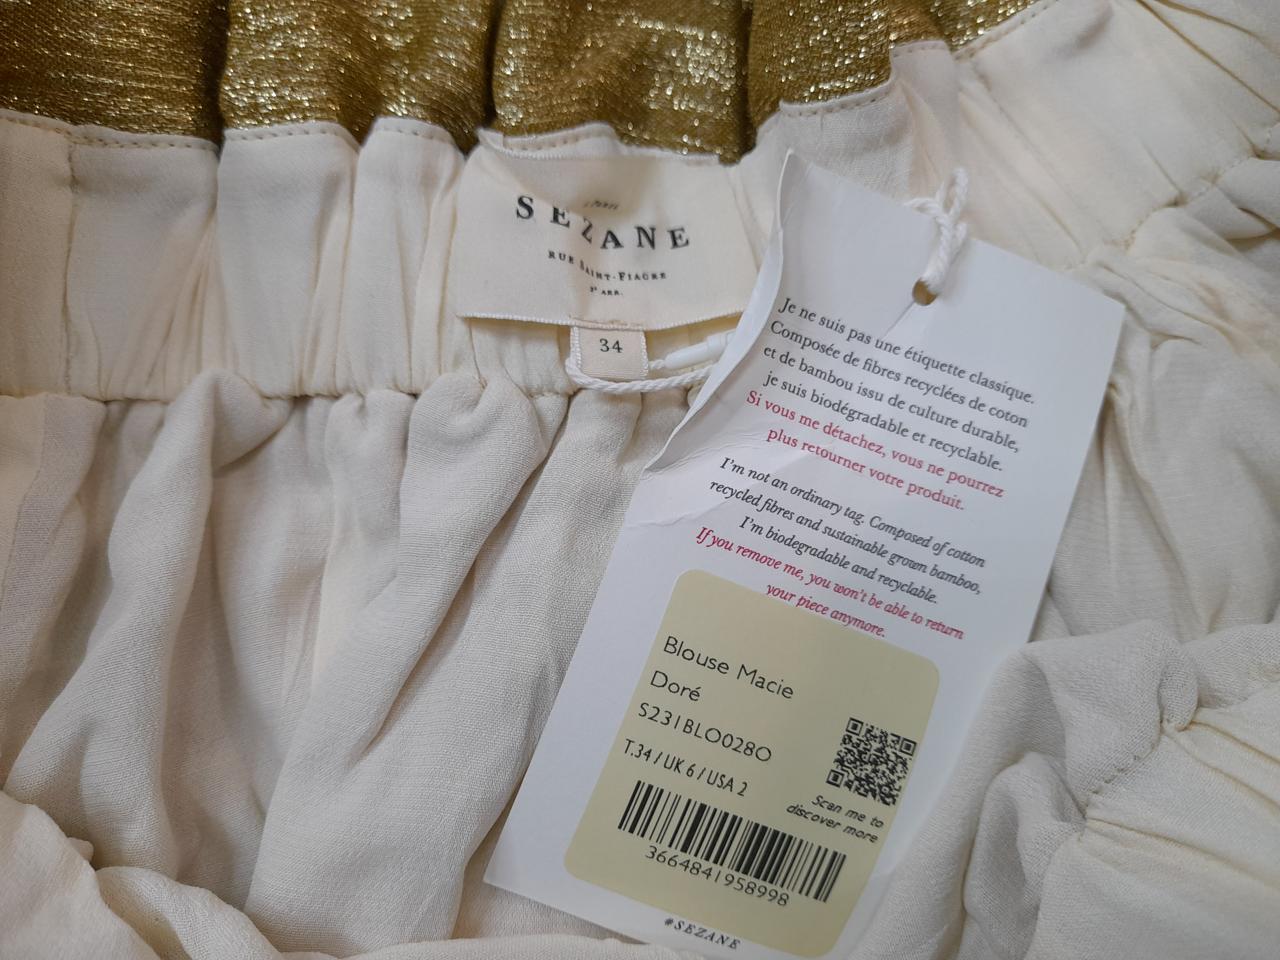 PARIS
SEZANE
RUE SAINT-FIACRE
2e ARR.
34
Je ne suis pas une étiquette classique.
Composée de fibres recyclées de coton
et de bambou issu de culture durable,
je suis biodégradable et recyclable.
Si vous me détachez, vous ne pourrez
plus retourner votre produit.
I'm not an ordinary tag. Composed of cotton
recycled fibres and sustainable grown bamboo,
I'm biodegradable and recyclable.
If you remove me, you won't be able to return
your piece anymore.
Blouse Macie
Doré
S231BLO028O
T.34/UK 6/USA 2
Scan me to
discover more
3664841958998
#SEZANE